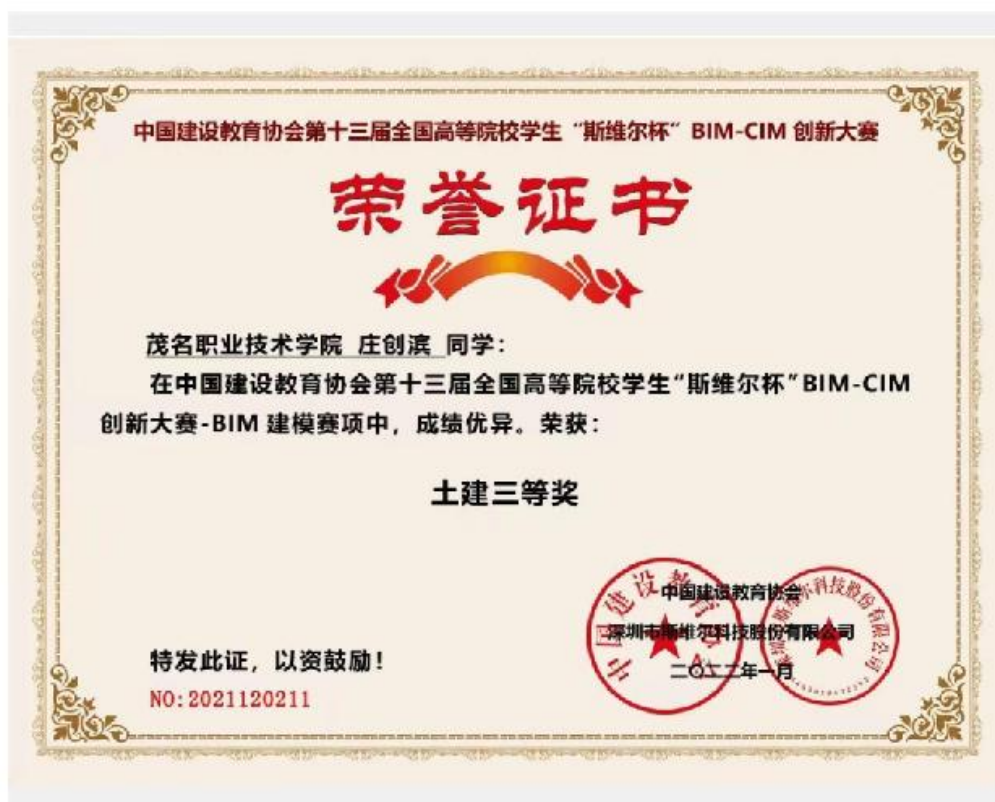 中国建设教育协会第十三届全国高等院校学生“斯维尔杯”BIM-CIM 创新大赛
荣誉证书
茂名职业技术学院 庄创滨 同学：
在中国建设教育协会第十三届全国高等院校学生“斯维尔杯”BIM-CIM
创新大赛-BIM 建模赛项中，成绩优异。荣获：
土建三等奖
中国建设教育协会
深圳市斯维尔科技股份有限公司
二〇二二年一月
特发此证，以资鼓励！
NO:2021120211